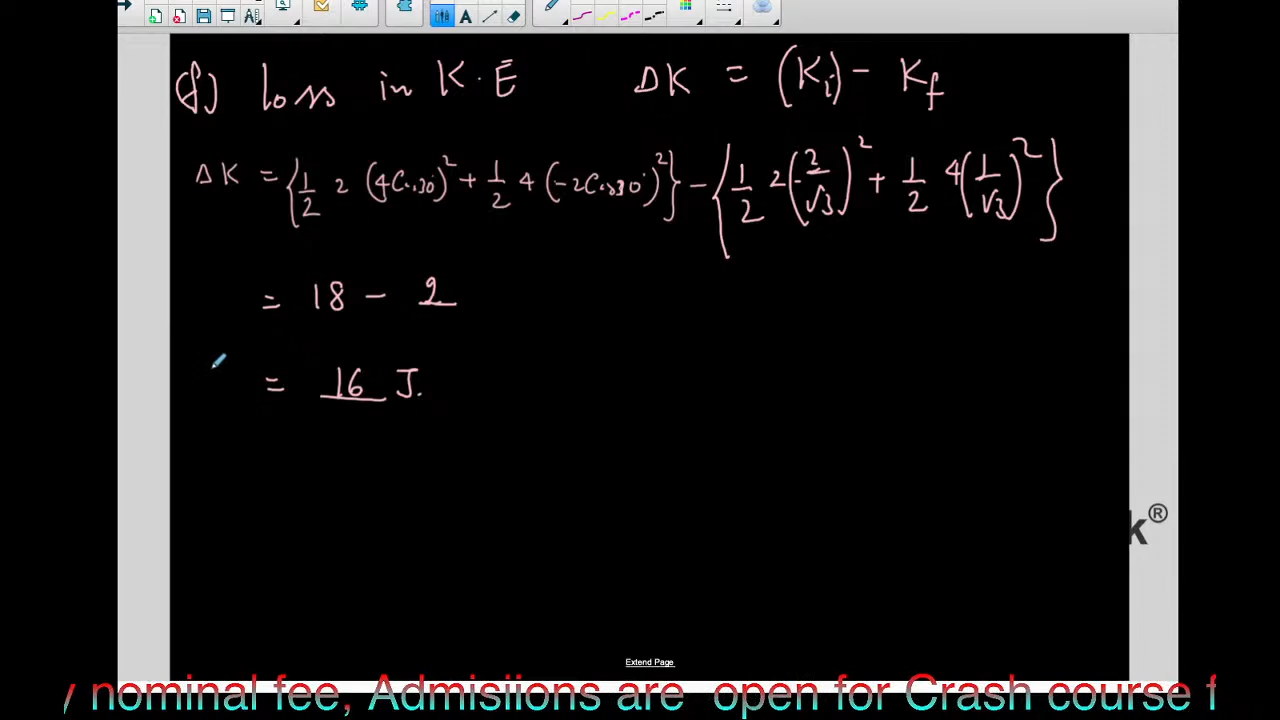 (f) loss in K.E ΔK = (Ki) - Kf
ΔK = {1/2 2 (4Cos30°)² + 1/2 4 (-2Cos30°)²} - {1/2 2(-2/√3)² + 1/2 4(1/√3)²}
= 18 - 2
= 16 J.
k®
Extend Page
y nominal fee, Admisiions are open for Crash course f